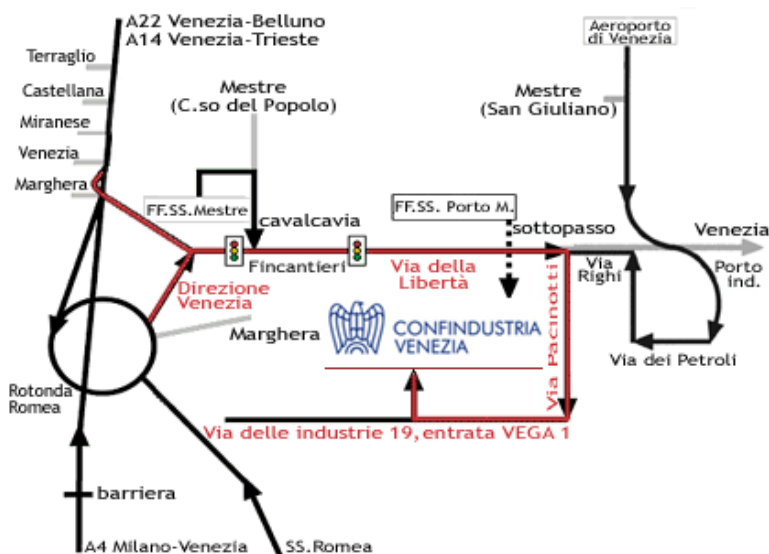 A22 Venezia-Belluno
A14 Venezia-Trieste
Terraglio
Castellana
Miranese
Venezia
Marghera
Mestre
(C.so del Popolo)
FF.SS.Mestre
cavalcavia
Fincantieri
Direzione
Venezia
Marghera
Aeroporto
di Venezia
Mestre
(San Giuliano)
FF.SS. Porto M.
sottopasso
Venezia
Porto
ind.
Via
Righi
Via della
Libertà
Via Pacinotti
Via dei Petroli
CONFINDUSTRIA
VENEZIA
Via delle industrie 19, entrata VEGA 1
Rotonda
Romea
barriera
A4 Milano-Venezia
SS.Romea